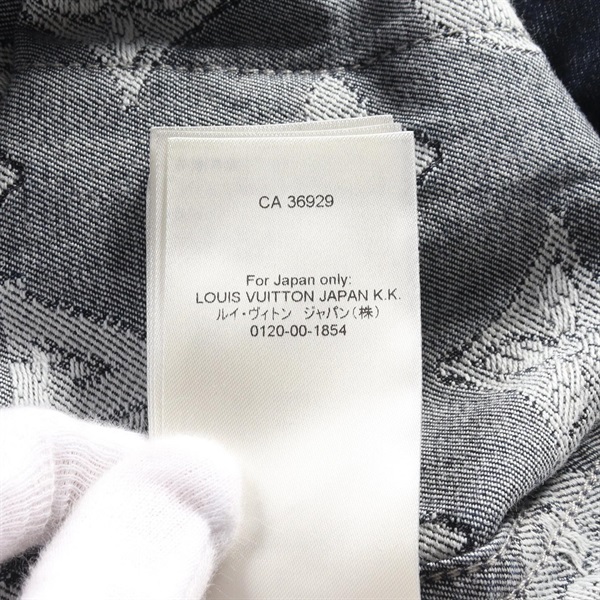 CA 36929
For Japan only:
LOUIS VUITTON JAPAN K.K.
ルイ・ヴィトン ジャパン(株)
0120-00-1854